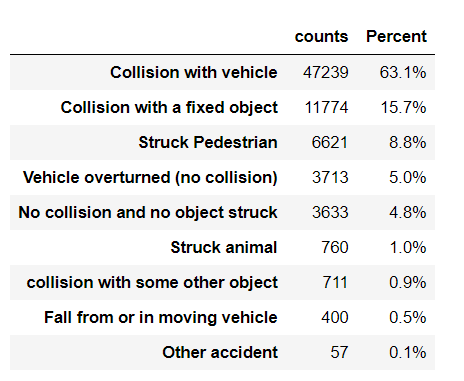 counts Percent
Collision with vehicle 47239 63.1%
Collision with a fixed object 11774 15.7%
Struck Pedestrian 6621 8.8%
Vehicle overturned (no collision) 3713 5.0%
No collision and no object struck 3633 4.8%
Struck animal 760 1.0%
collision with some other object 711 0.9%
Fall from or in moving vehicle 400 0.5%
Other accident 57 0.1%